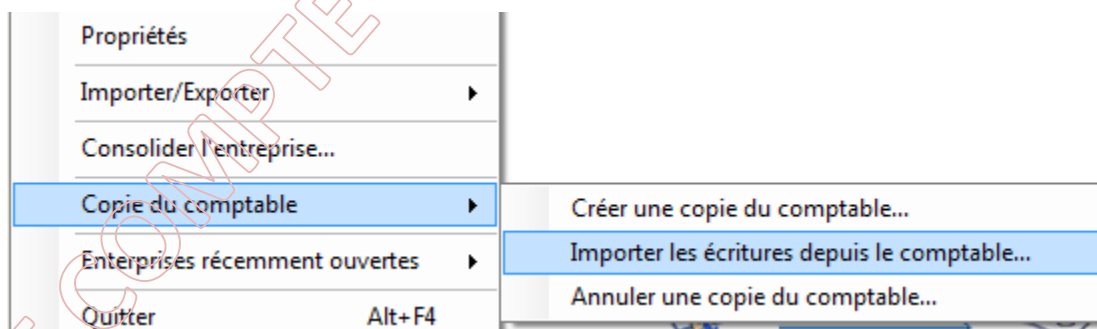 Propriétés
Importer/Exporter
Consolider l'entreprise...
Copie du comptable
Créer une copie du comptable...
Importer les écritures depuis le comptable...
Enterprises récemment ouvertes
Annuler une copie du comptable...
Quitter Alt+F4
COMPTE